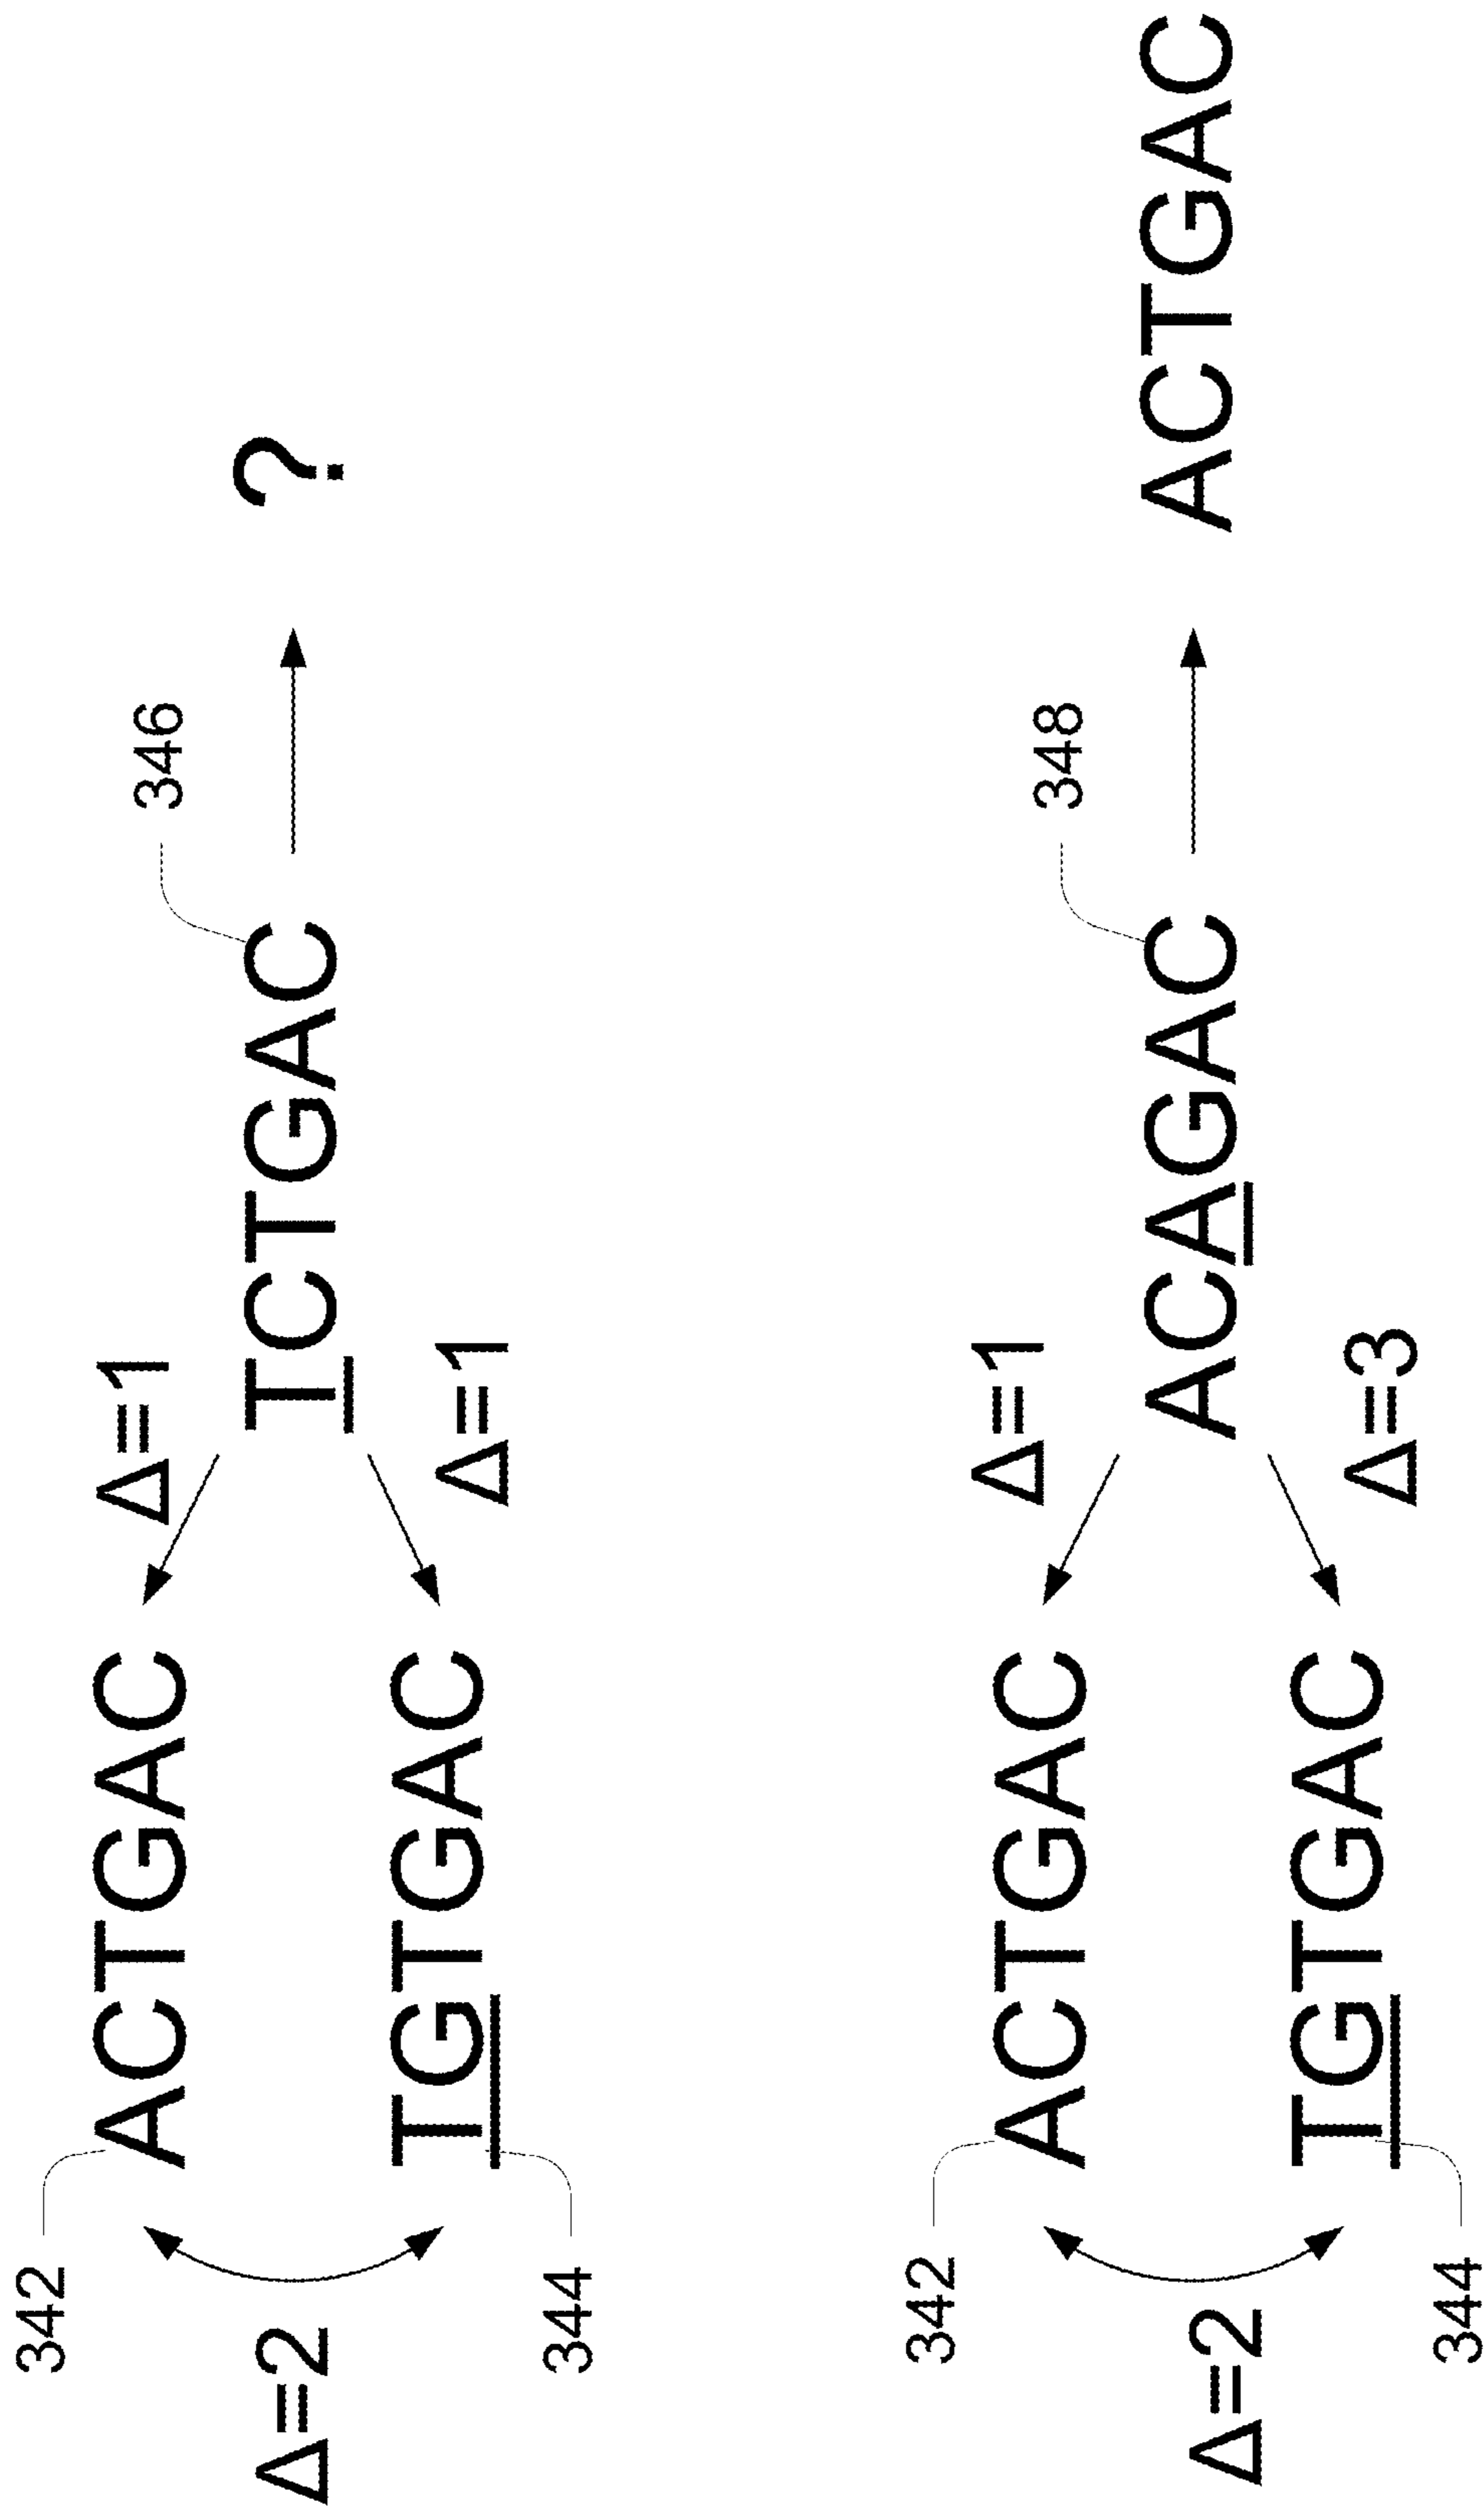 342
ACTGAC
Δ=1
346
Δ=2
TCTGAC
?
344
TGTGAC
Δ=1
342
ACTGAC
Δ=1
348
Δ=2
ACAGAC
ACTGAC
344
TGTGAC
Δ=3